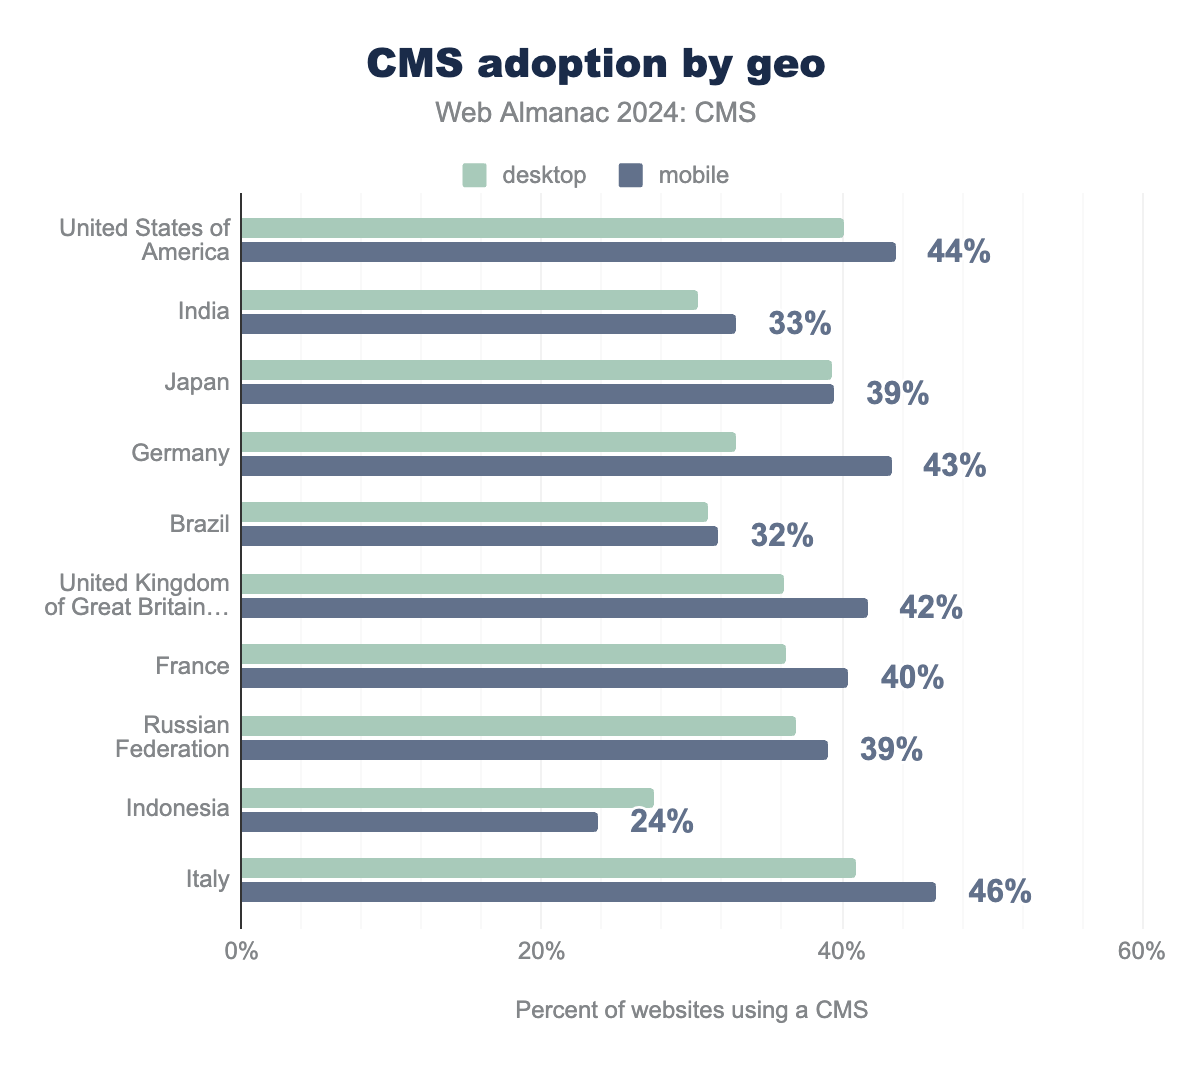 CMS adoption by geo
Web Almanac 2024: CMS
desktop
mobile
United States of
America
44%
India
33%
Japan
39%
Germany
43%
Brazil
32%
United Kingdom
of Great Britain…
42%
France
40%
Russian
Federation
39%
Indonesia
24%
Italy
46%
0%
20%
40%
60%
Percent of websites using a CMS